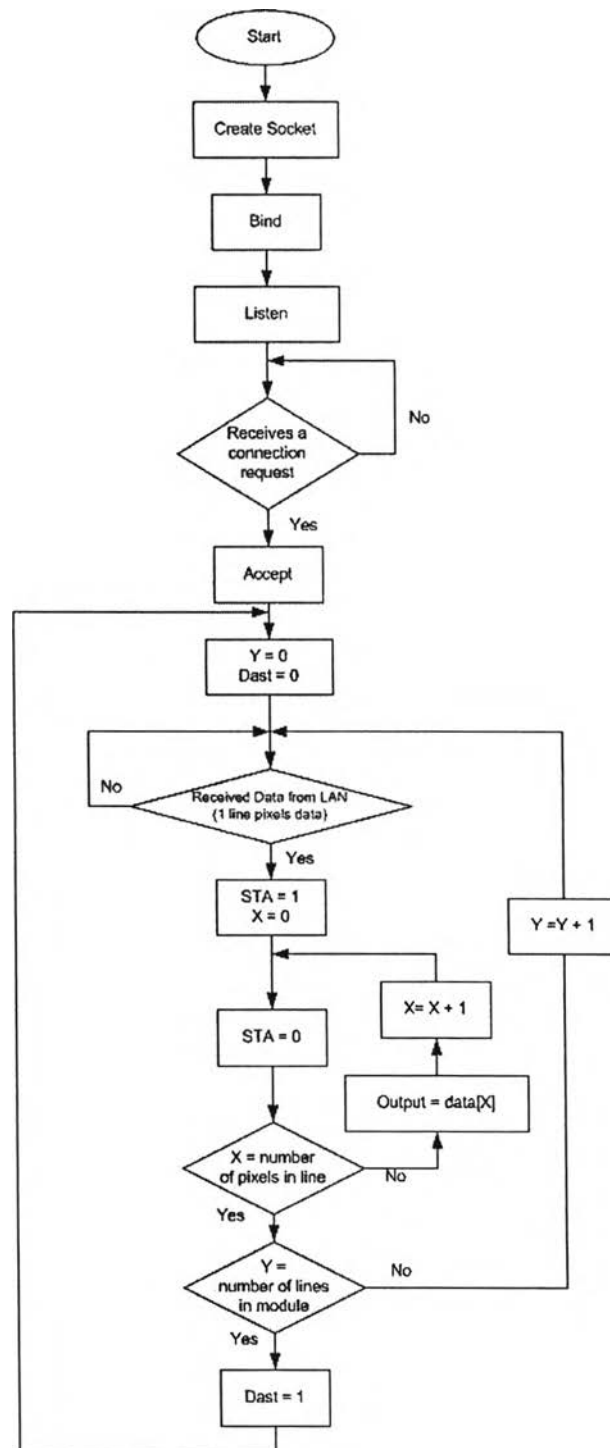 Start
Create Socket
Bind
Listen
Receives a
connection
request
No
Yes
Accept
Y = 0
Dast = 0
Received Data from LAN
(1 line pixels data)
No
Yes
STA = 1
X = 0
Y =Y + 1
X= X + 1
STA = 0
Output = data[X]
X = number
of pixels in line
No
Yes
Y =
number of lines
in module
No
Yes
Dast = 1